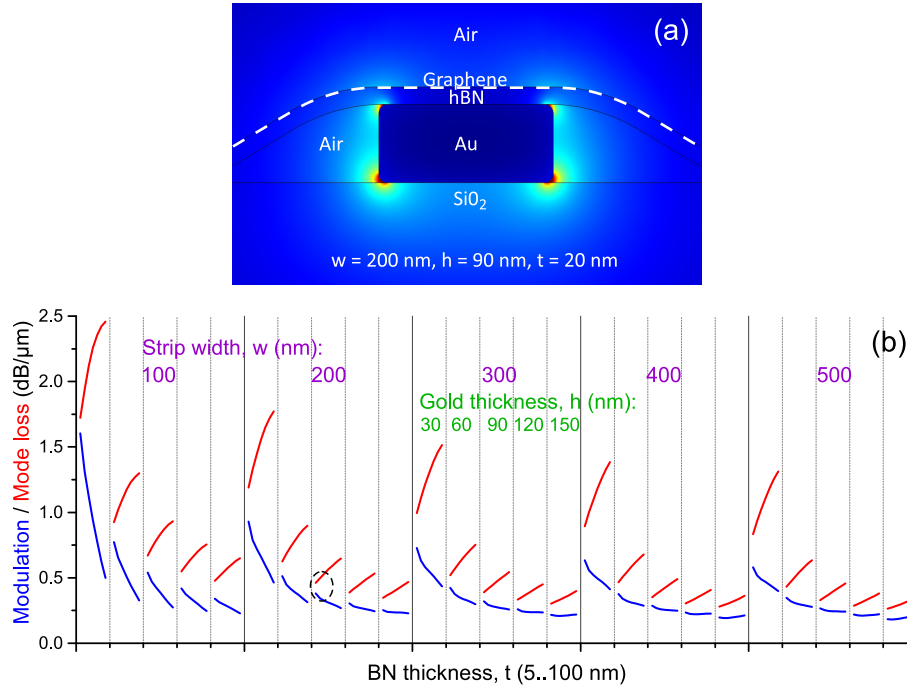 Air
(a)
Graphene
hBN
Air
Au
SiO₂
w = 200 nm, h = 90 nm, t = 20 nm
(b)
Modulation / Mode loss (dB/μm)
2.5
2.0
1.5
1.0
0.5
0.0
Strip width, w (nm):
100 200 300 400 500
Gold thickness, h (nm):
30 60 90 120 150
BN thickness, t (5..100 nm)